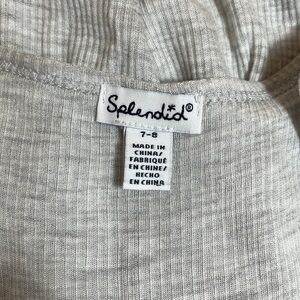 Splendid®
7-8
MADE IN
CHINA/
FABRIQUÉ
EN CHINE/
HECHO
EN CHINA